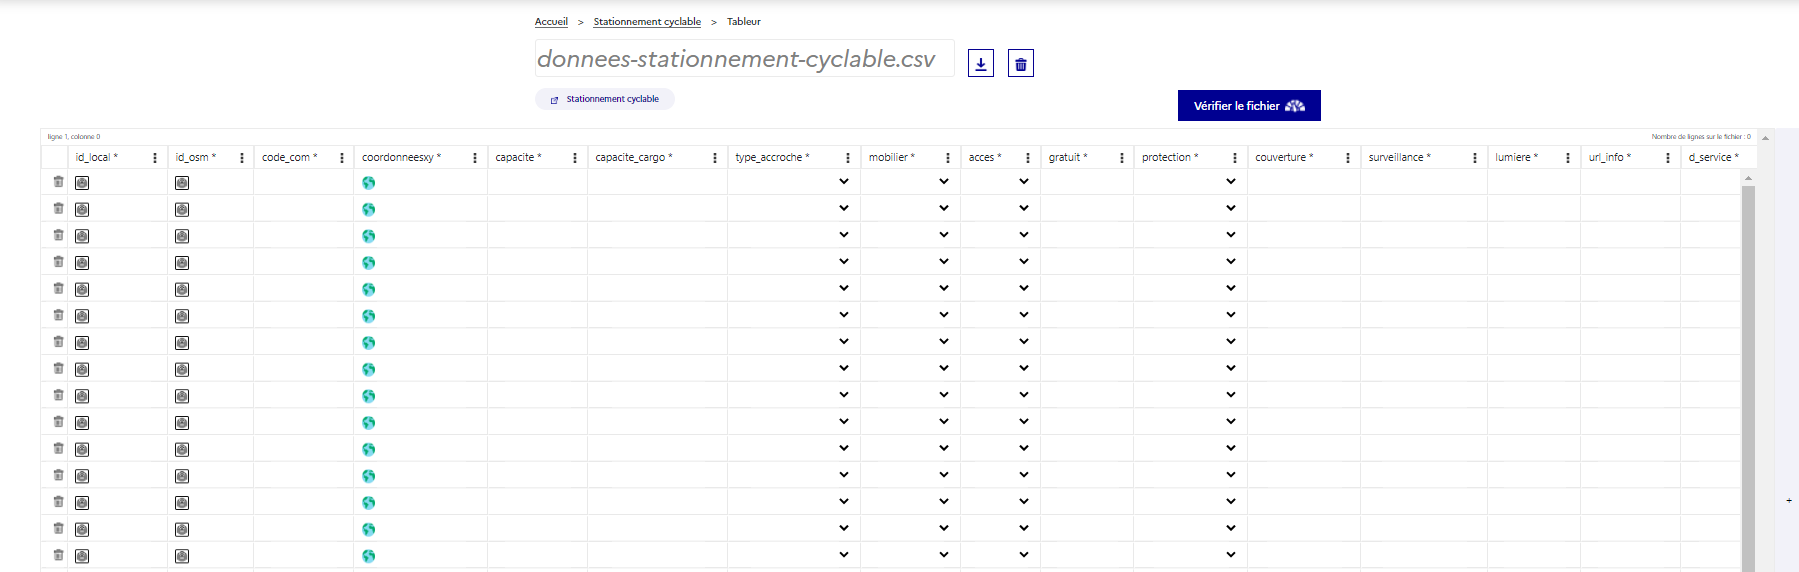 Accueil > Stationnement cyclable > Tableur
donnees-stationnement-cyclable.csv
Stationnement cyclable
Vérifier le fichier
ligne 1, colonne 0
Nombre de lignes sur le fichier : 0
id_local * id_osm * code_com * coordonneesxy * capacite * capacite_cargo * type_accroche * mobilier * acces * gratuit * protection * couverture * surveillance * lumiere * url_info * d_service *
+